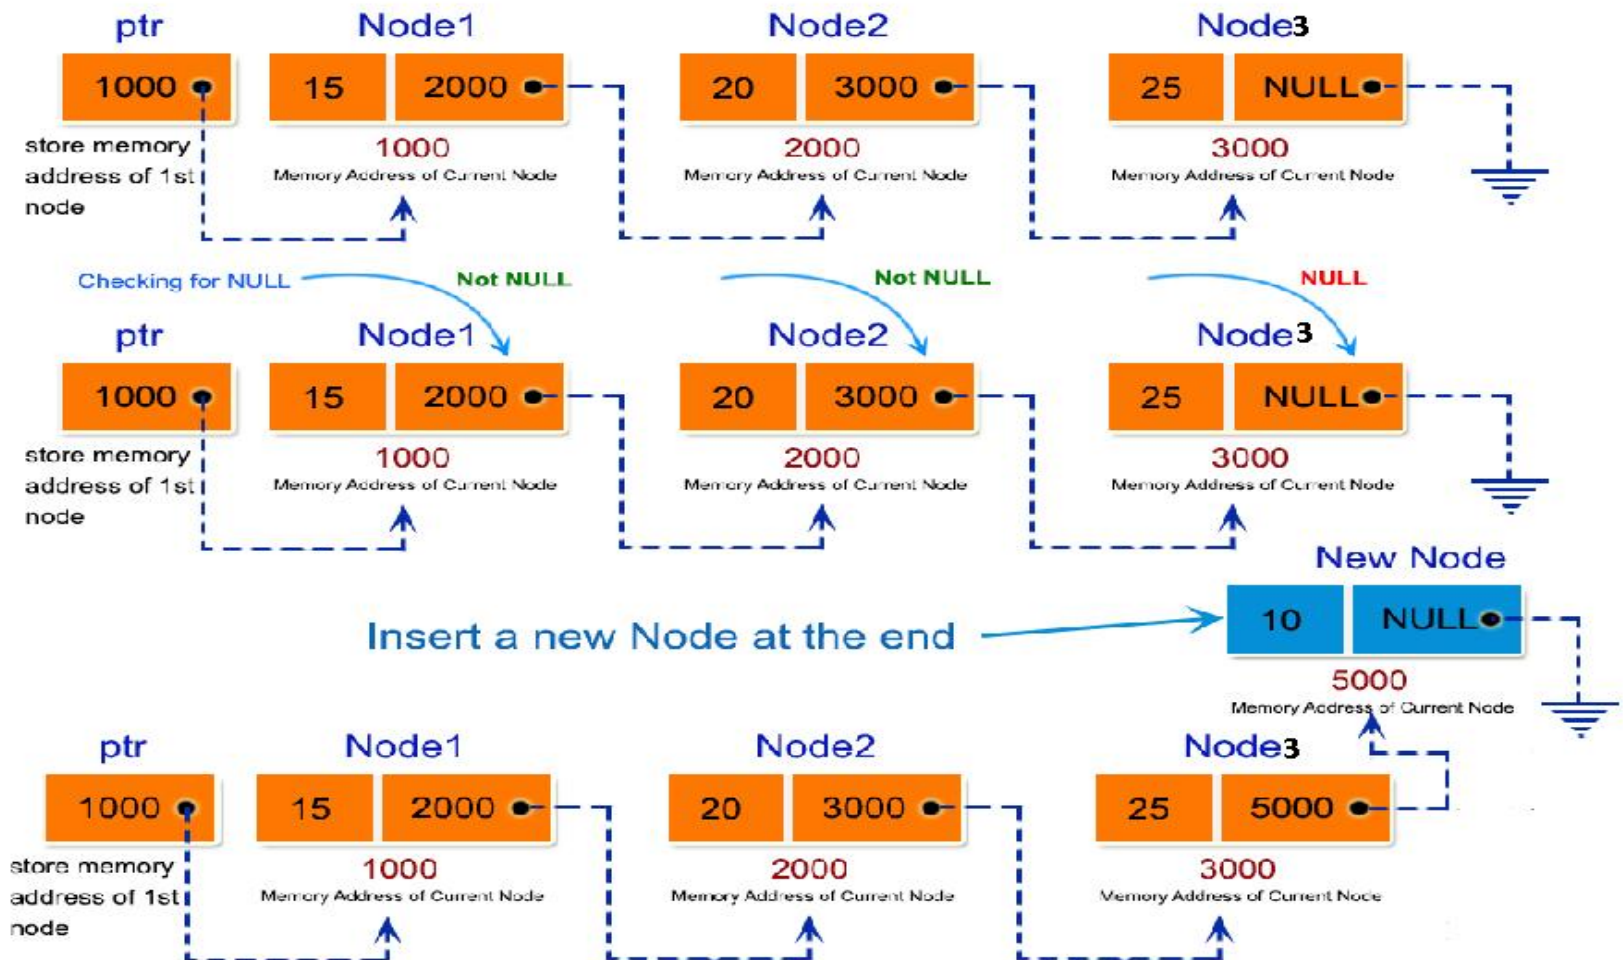 ptr Node1 Node2 Node3
1000 15 2000 20 3000 25 NULL
store memory
address of 1st
node
1000 2000 3000
Memory Address of Current Node Memory Address of Current Node Memory Address of Current Node
Checking for NULL Not NULL Not NULL NULL
ptr Node1 Node2 Node3
1000 15 2000 20 3000 25 NULL
store memory
address of 1st
node
1000 2000 3000
Memory Address of Current Node Memory Address of Current Node Memory Address of Current Node
New Node
Insert a new Node at the end
10 NULL
5000
Memory Address of Current Node
ptr Node1 Node2 Node3
1000 15 2000 20 3000 25 5000
store memory
address of 1st
node
1000 2000 3000
Memory Address of Current Node Memory Address of Current Node Memory Address of Current Node